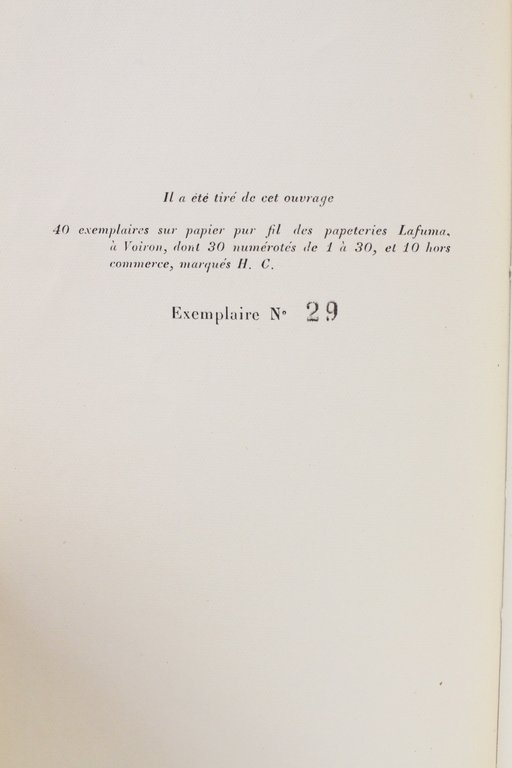 Il a été tiré de cet ouvrage
40 exemplaires sur papier pur fil des papeteries Lafuma,
à Voiron, dont 30 numérotés de 1 à 30, et 10 hors
commerce, marqués H. C.
Exemplaire N° 29